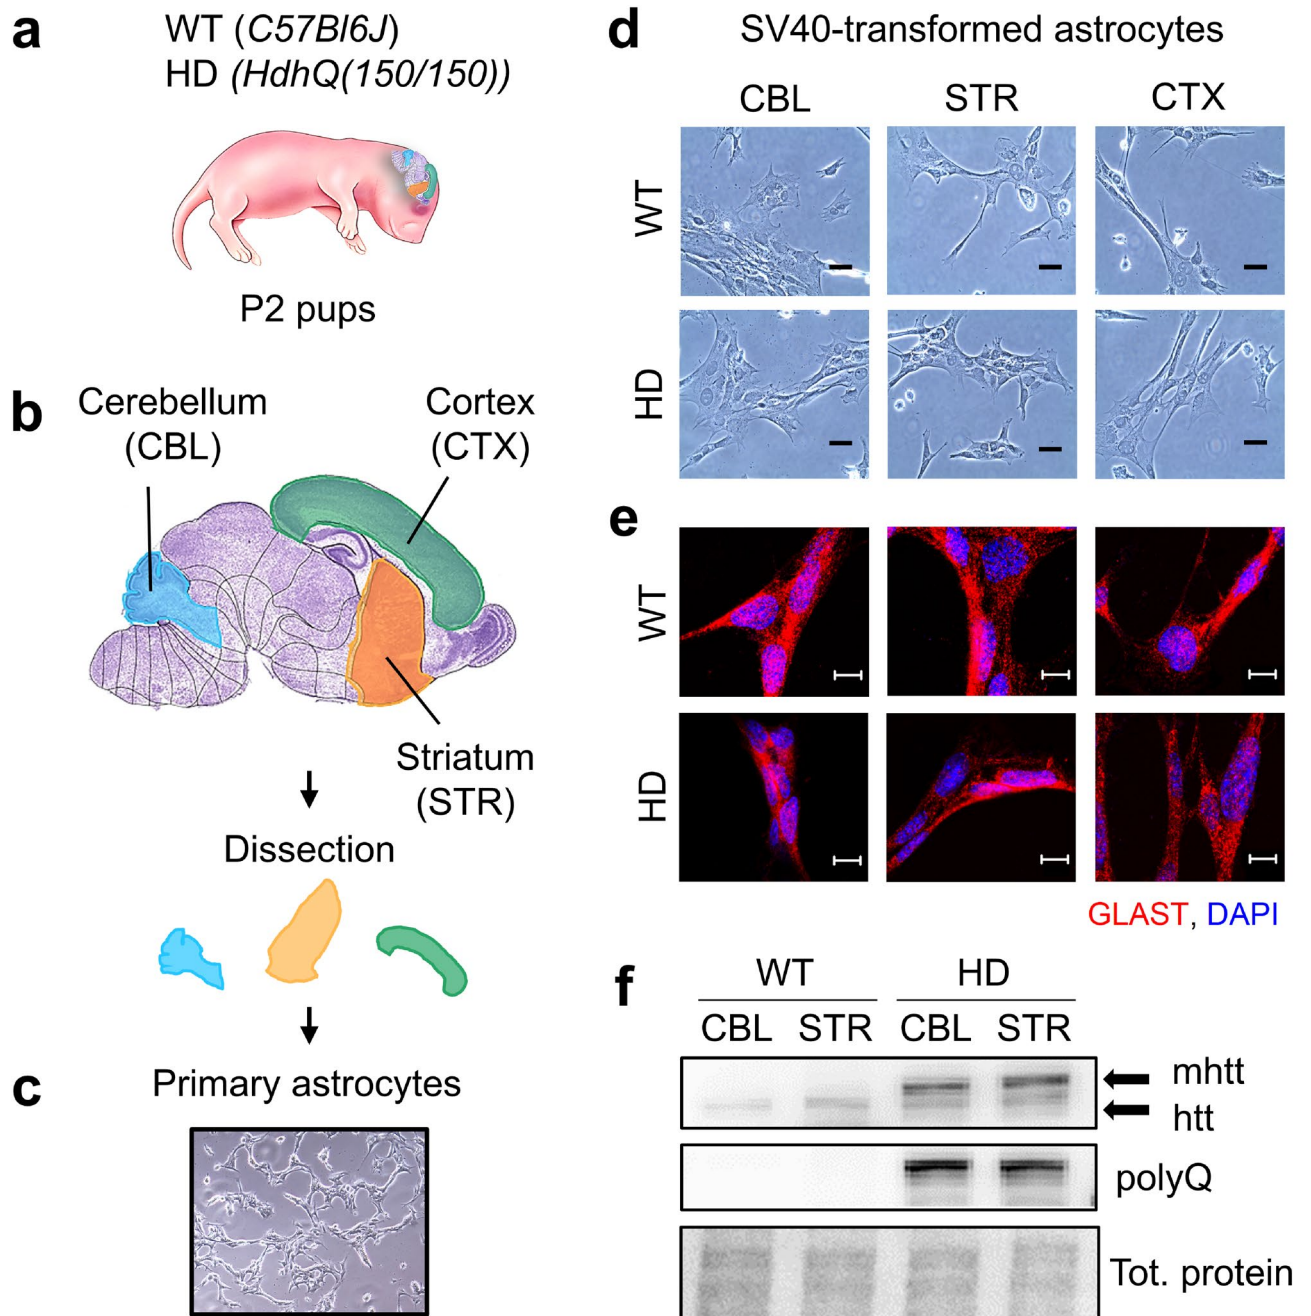 a
WT (C57Bl6J)
HD (HdhQ(150/150))
P2 pups
b
Cerebellum
(CBL)
Cortex
(CTX)
Striatum
(STR)
Dissection
c
Primary astrocytes
d
SV40-transformed astrocytes
CBL STR CTX
WT
HD
e
WT
HD
GLAST, DAPI
f
WT HD
CBL STR CBL STR
mhtt
htt
polyQ
Tot. protein